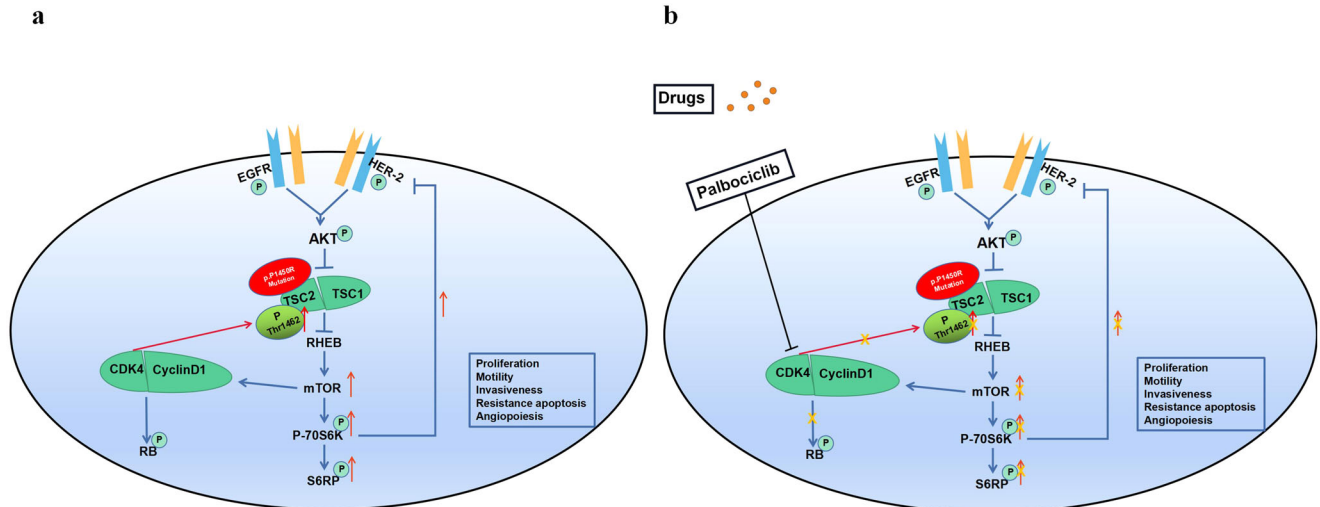 a
EGFR
P
HER-2
P
AKT
P
p.P1450R
Mutation
TSC2
TSC1
P
Thr1462
RHEB
CDK4
CyclinD1
mTOR
P
P-70S6K
RB
P
P
S6RP
Proliferation
Motility
Invasiveness
Resistance apoptosis
Angiopoiesis
b
Drugs
Palbociclib
EGFR
P
HER-2
P
AKT
P
p.P1450R
Mutation
TSC2
TSC1
P
Thr1462
RHEB
CDK4
CyclinD1
mTOR
P
P-70S6K
RB
P
P
S6RP
Proliferation
Motility
Invasiveness
Resistance apoptosis
Angiopoiesis